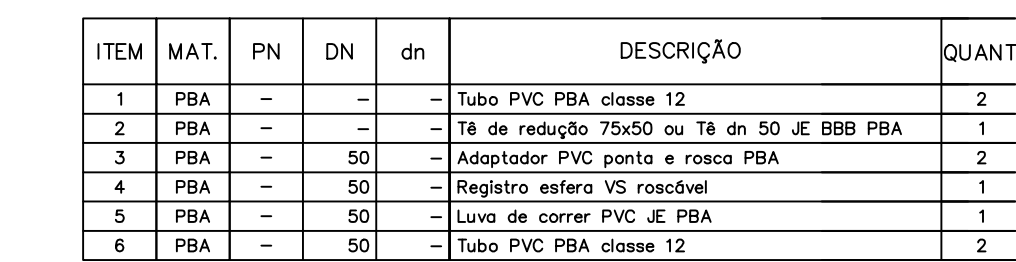 ITEM MAT. PN DN dn DESCRIÇÃO QUANT
1 PBA – – – Tubo PVC PBA classe 12 2
2 PBA – – – Tê de redução 75x50 ou Tê dn 50 JE BBB PBA 1
3 PBA – 50 – Adaptador PVC ponta e rosca PBA 2
4 PBA – 50 – Registro esfera VS roscável 1
5 PBA – 50 – Luva de correr PVC JE PBA 1
6 PBA – 50 – Tubo PVC PBA classe 12 2